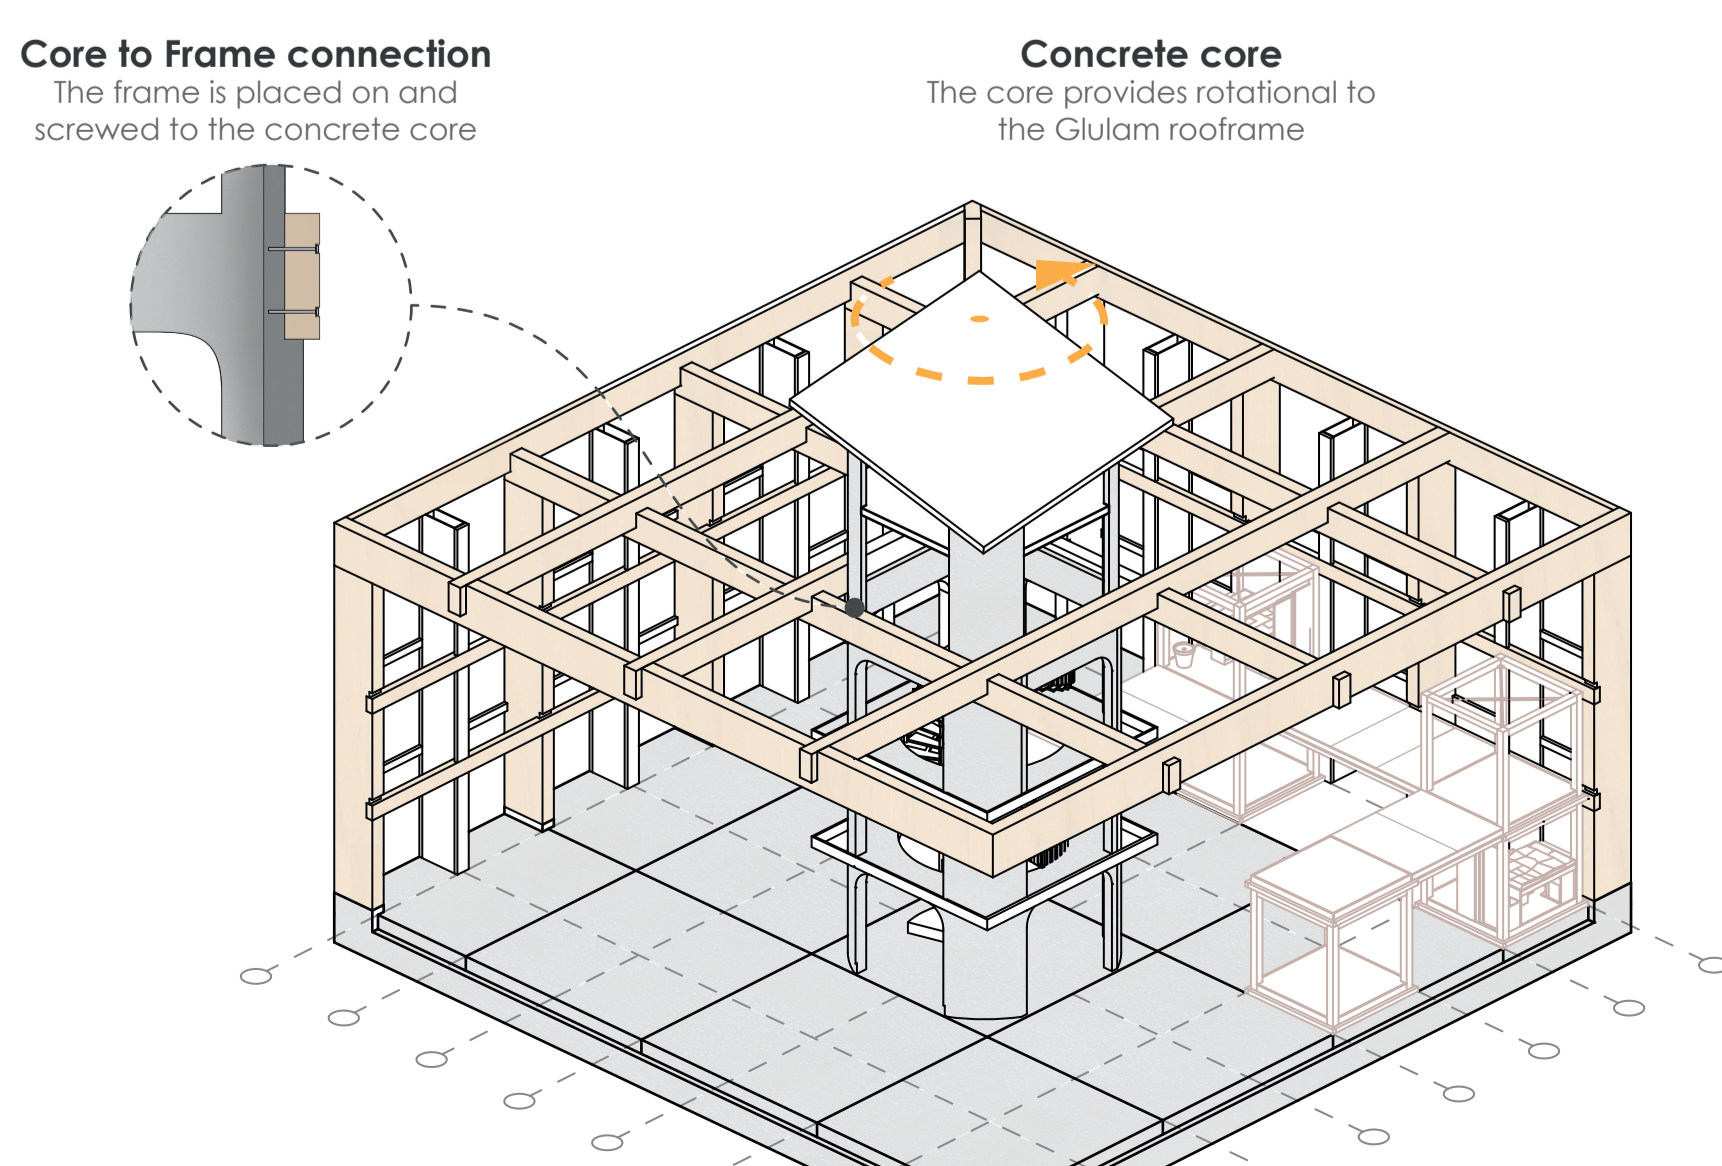 Core to Frame connection
The frame is placed on and
screwed to the concrete core
Concrete core
The core provides rotational to
the Glulam rooframe